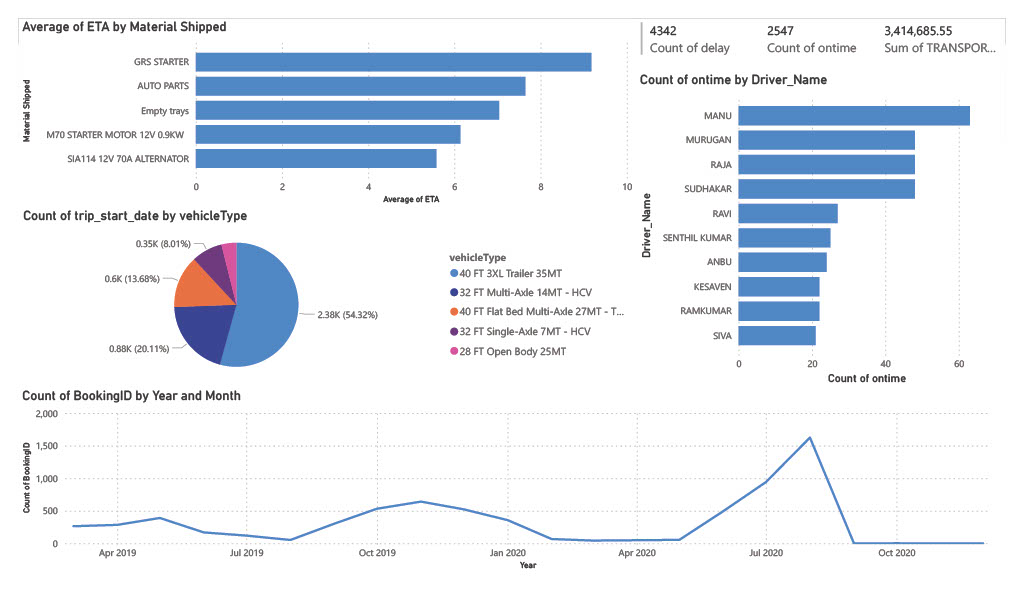 Average of ETA by Material Shipped
Material Shipped
GRS STARTER
AUTO PARTS
Empty trays
M70 STARTER MOTOR 12V 0.9KW
SIA114 12V 70A ALTERNATOR
0 2 4 6 8 10
Average of ETA
4342 2547 3,414,685.55
Count of delay Count of ontime Sum of TRANSPOR...
Count of ontime by Driver_Name
Driver_Name
MANU
MURUGAN
RAJA
SUDHAKAR
RAVI
SENTHIL KUMAR
ANBU
KESAVEN
RAMKUMAR
SIVA
0 20 40 60
Count of ontime
Count of trip_start_date by vehicleType
0.35K (8.01%)
0.6K (13.68%)
0.88K (20.11%)
2.38K (54.32%)
vehicleType
40 FT 3XL Trailer 35MT
32 FT Multi-Axle 14MT - HCV
40 FT Flat Bed Multi-Axle 27MT - T...
32 FT Single-Axle 7MT - HCV
28 FT Open Body 25MT
Count of BookingID by Year and Month
Count of BookingID
2,000
1,500
1,000
500
0
Apr 2019 Jul 2019 Oct 2019 Jan 2020 Apr 2020 Jul 2020 Oct 2020
Year